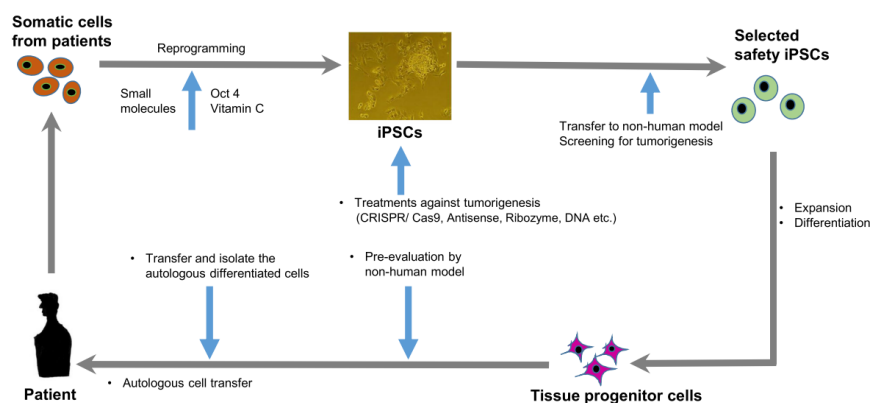 Somatic cells
from patients
Reprogramming
Small
molecules
Oct 4
Vitamin C
iPSCs
Selected
safety iPSCs
Transfer to non-human model
Screening for tumorigenesis
• Treatments against tumorigenesis
(CRISPR/ Cas9, Antisense, Ribozyme, DNA etc.)
• Expansion
• Differentiation
• Transfer and isolate the
autologous differentiated cells
• Pre-evaluation by
non-human model
• Autologous cell transfer
Patient
Tissue progenitor cells